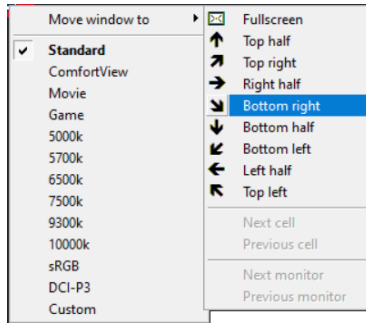 Move window to
Standard
ComfortView
Movie
Game
5000k
5700k
6500k
7500k
9300k
10000k
sRGB
DCI-P3
Custom
Fullscreen
Top half
Top right
Right half
Bottom right
Bottom half
Bottom left
Left half
Top left
Next cell
Previous cell
Next monitor
Previous monitor